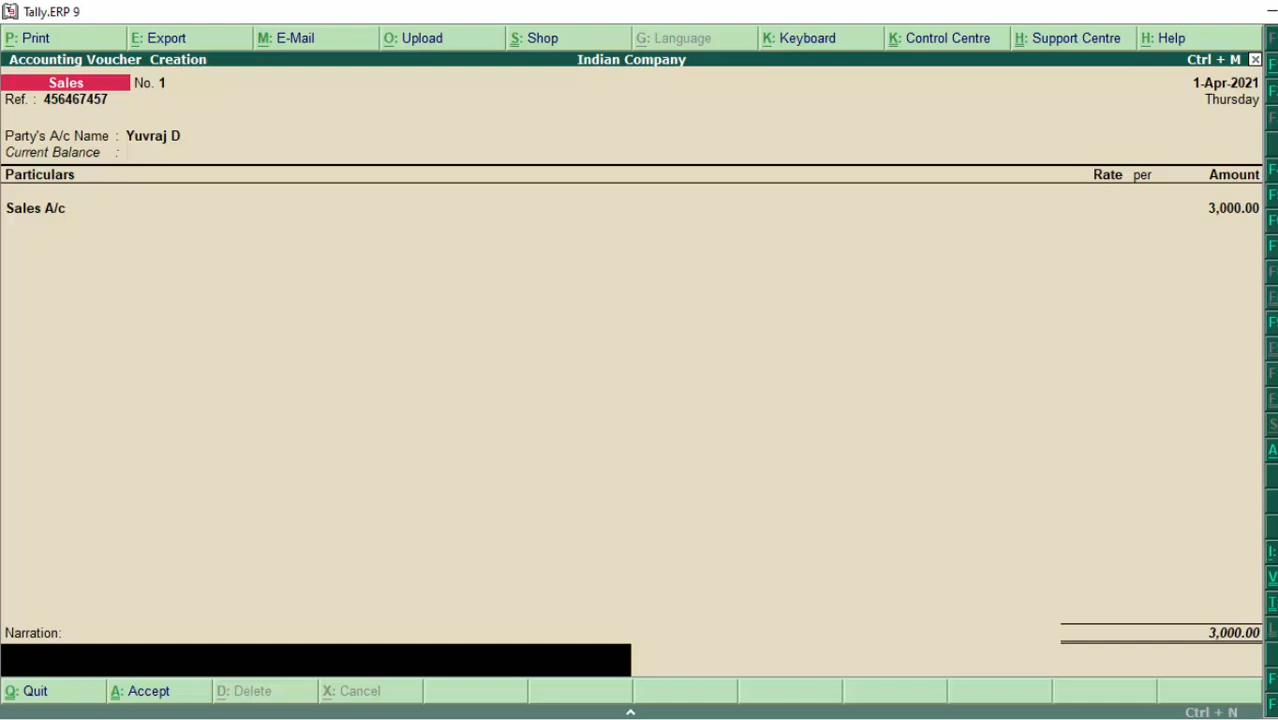 Tally.ERP 9
P: Print E: Export M: E-Mail O: Upload S: Shop G: Language K: Keyboard K: Control Centre H: Support Centre H: Help
Accounting Voucher Creation Indian Company Ctrl + M
Sales No. 1 1-Apr-2021
Ref. : 456467457 Thursday
Party's A/c Name : Yuvraj D
Current Balance :
Particulars Rate per Amount
Sales A/c 3,000.00
Narration: 3,000.00
Q: Quit A: Accept D: Delete X: Cancel
Ctrl + N